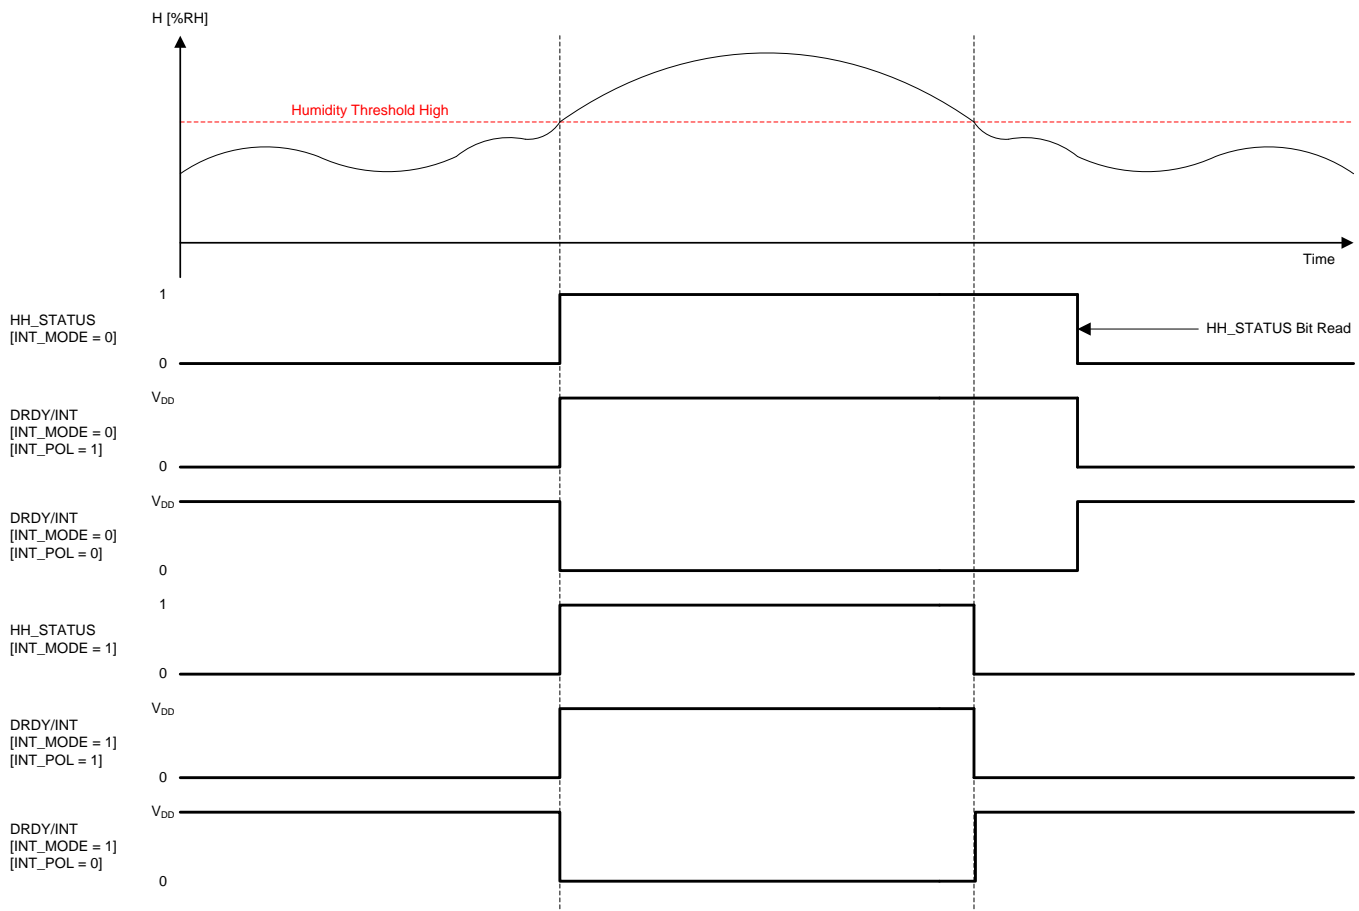 H [%RH]
Humidity Threshold High
Time
1
HH_STATUS
[INT_MODE = 0]
HH_STATUS Bit Read
0
VDD
DRDY/INT
[INT_MODE = 0]
[INT_POL = 1]
0
VDD
DRDY/INT
[INT_MODE = 0]
[INT_POL = 0]
0
1
HH_STATUS
[INT_MODE = 1]
0
VDD
DRDY/INT
[INT_MODE = 1]
[INT_POL = 1]
0
VDD
DRDY/INT
[INT_MODE = 1]
[INT_POL = 0]
0